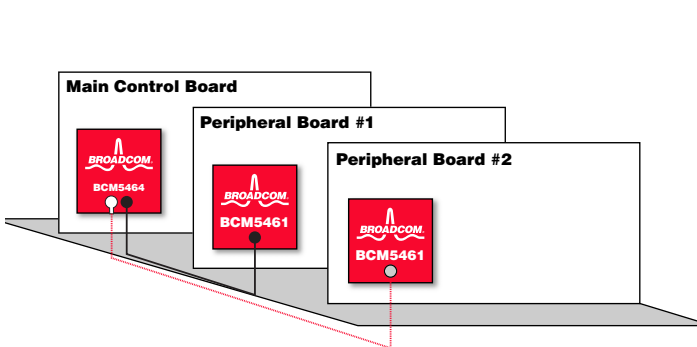 Main Control Board
BROADCOM.
BCM5464
Peripheral Board #1
BROADCOM.
BCM5461
Peripheral Board #2
BROADCOM.
BCM5461